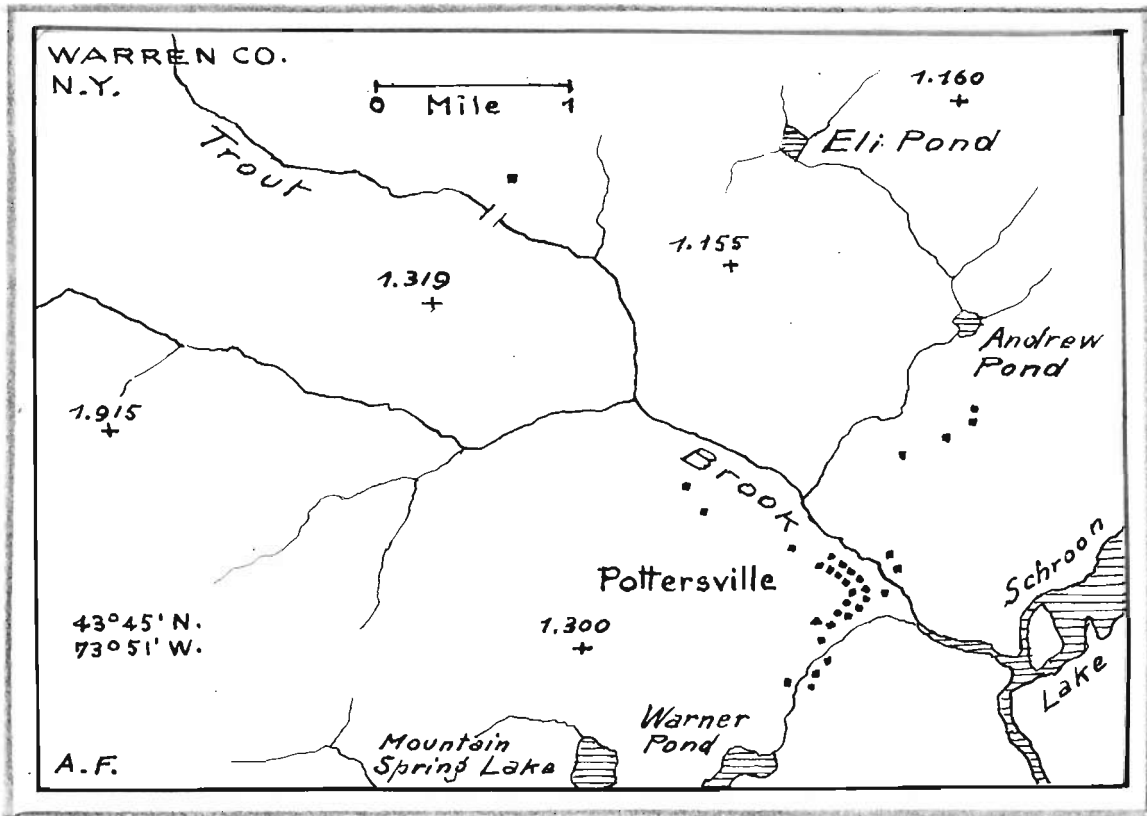 WARREN CO.
N.Y.
0 Mile 1
1.160
Eli Pond
Trout
1.155
1.319
Andrew
Pond
1.915
Brook
Pottersville
Schroon
43°45' N.
73°51' W.
1.300
Lake
Warner
Pond
Mountain
Spring Lake
A.F.